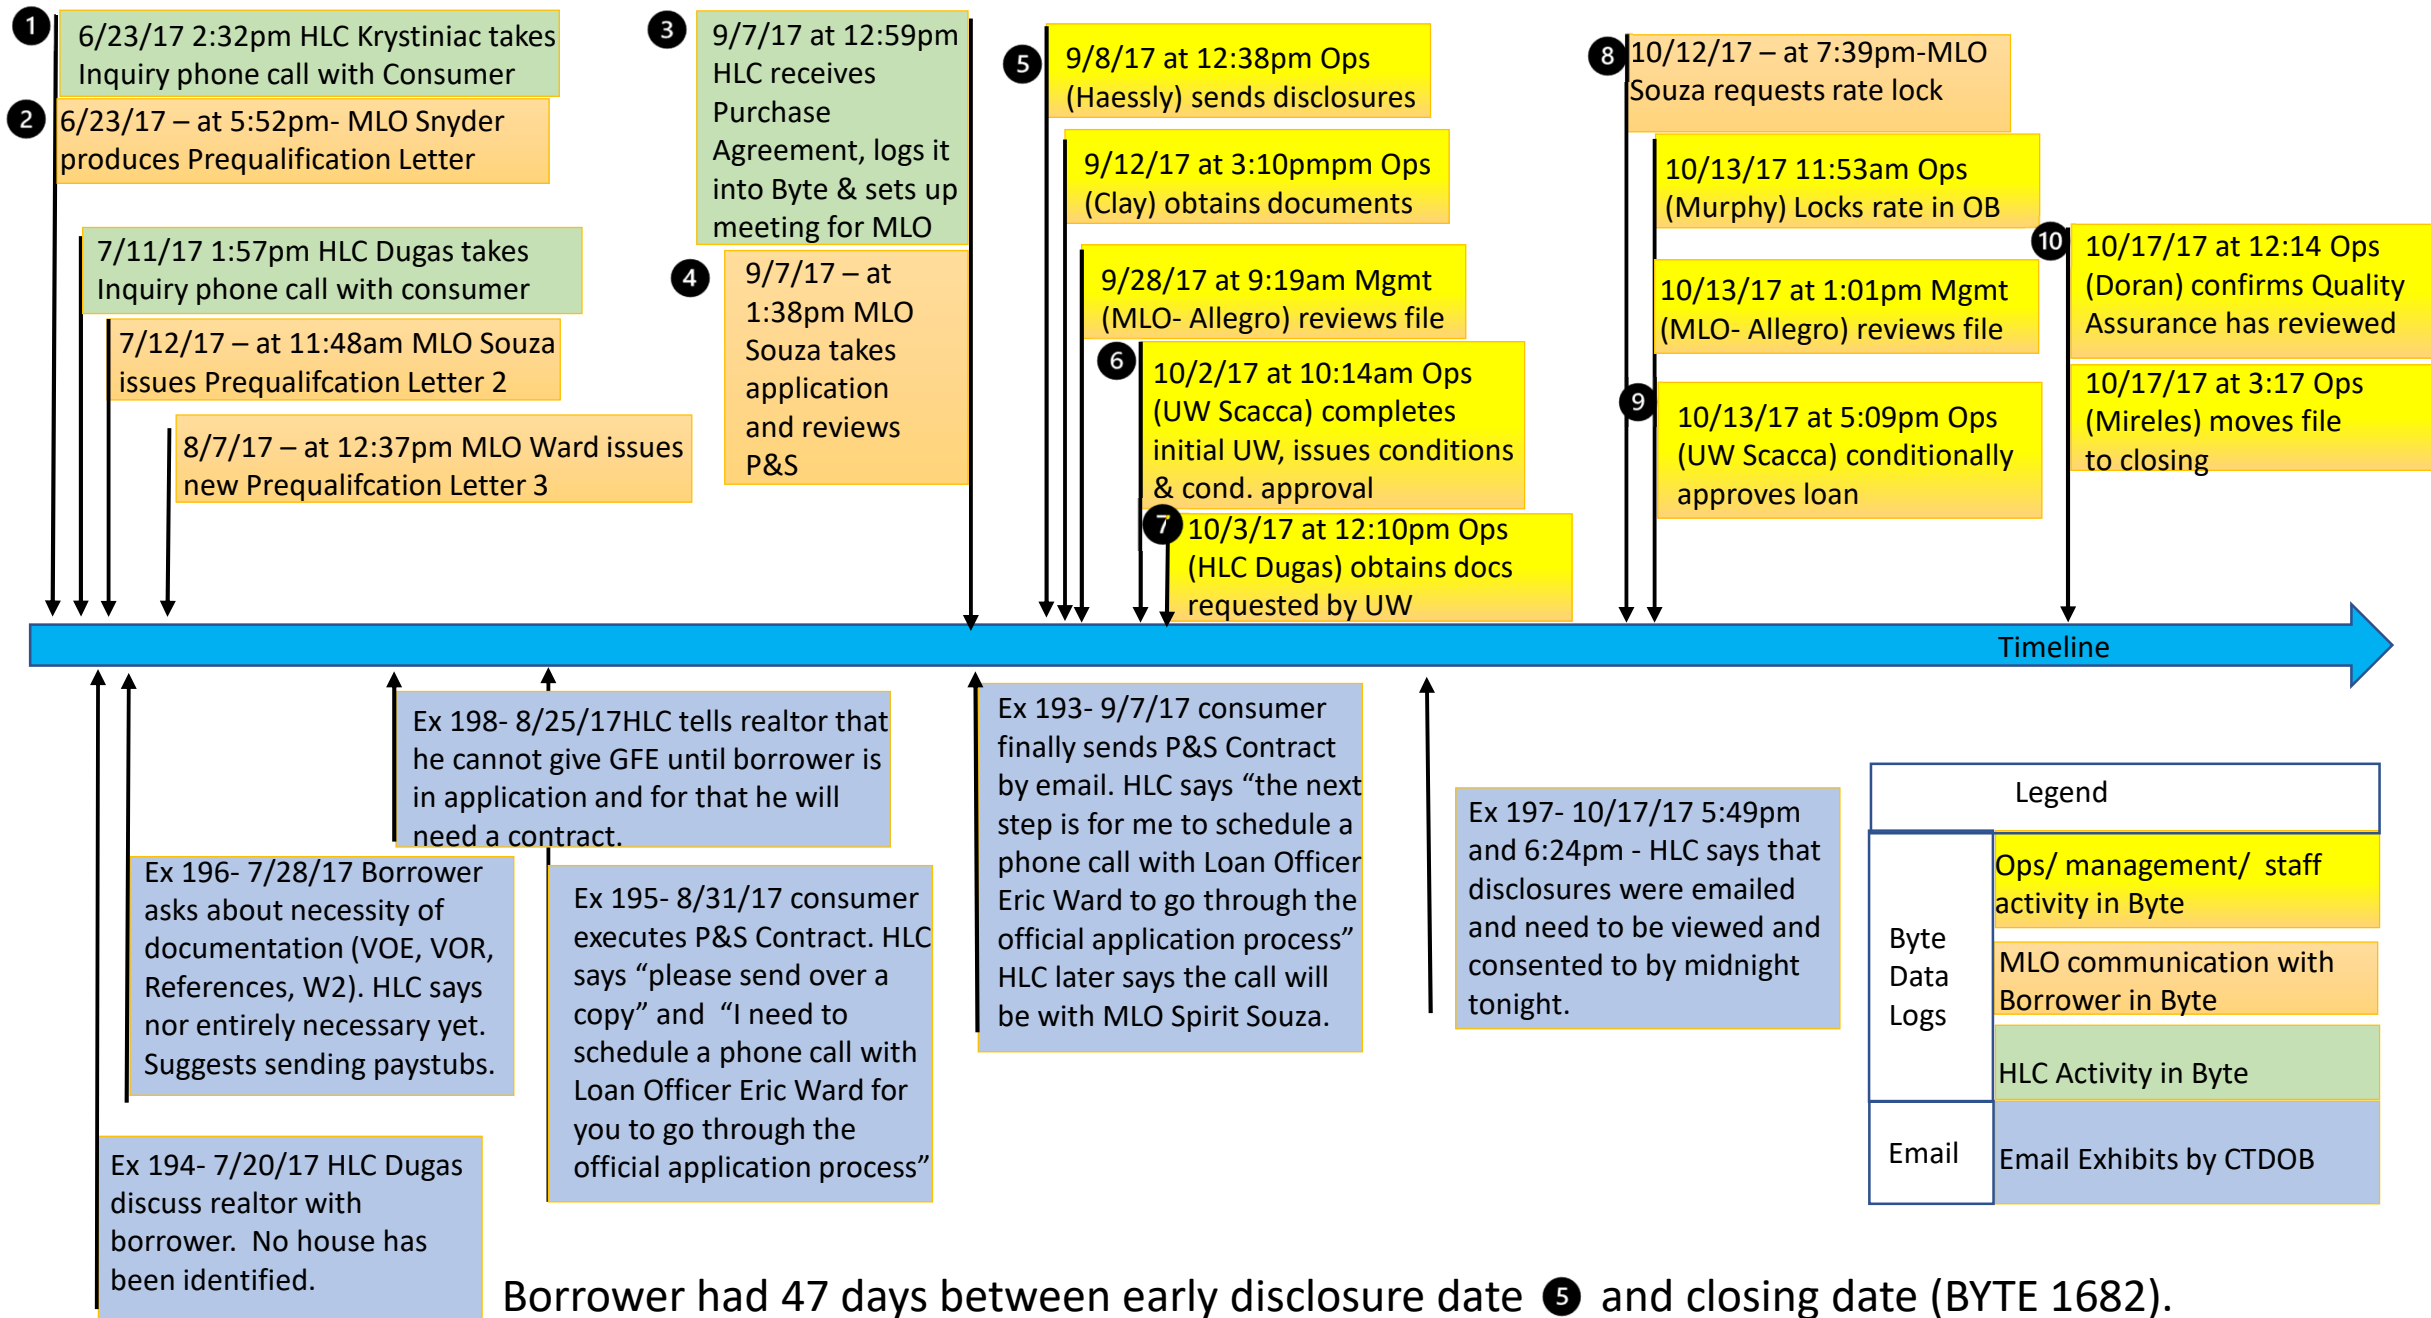 1
6/23/17 2:32pm HLC Krystiniac takes
Inquiry phone call with Consumer
2
6/23/17 – at 5:52pm- MLO Snyder
produces Prequalification Letter
7/11/17 1:57pm HLC Dugas takes
Inquiry phone call with consumer
7/12/17 – at 11:48am MLO Souza
issues Prequalifcation Letter 2
8/7/17 – at 12:37pm MLO Ward issues
new Prequalifcation Letter 3
3
9/7/17 at 12:59pm
HLC receives
Purchase
Agreement, logs it
into Byte & sets up
meeting for MLO
4
9/7/17 – at
1:38pm MLO
Souza takes
application
and reviews
P&S
5
9/8/17 at 12:38pm Ops
(Haessly) sends disclosures
9/12/17 at 3:10pmpm Ops
(Clay) obtains documents
9/28/17 at 9:19am Mgmt
(MLO- Allegro) reviews file
6
10/2/17 at 10:14am Ops
(UW Scacca) completes
initial UW, issues conditions
& cond. approval
7
10/3/17 at 12:10pm Ops
(HLC Dugas) obtains docs
requested by UW
8
10/12/17 – at 7:39pm-MLO
Souza requests rate lock
10/13/17 11:53am Ops
(Murphy) Locks rate in OB
10/13/17 at 1:01pm Mgmt
(MLO- Allegro) reviews file
9
10/13/17 at 5:09pm Ops
(UW Scacca) conditionally
approves loan
10
10/17/17 at 12:14 Ops
(Doran) confirms Quality
Assurance has reviewed
10/17/17 at 3:17 Ops
(Mireles) moves file
to closing
Timeline
Ex 194- 7/20/17 HLC Dugas
discuss realtor with
borrower.  No house has
been identified.
Ex 196- 7/28/17 Borrower
asks about necessity of
documentation (VOE, VOR,
References, W2). HLC says
nor entirely necessary yet.
Suggests sending paystubs.
Ex 198- 8/25/17HLC tells realtor that
he cannot give GFE until borrower is
in application and for that he will
need a contract.
Ex 195- 8/31/17 consumer
executes P&S Contract. HLC
says “please send over a
copy” and  “I need to
schedule a phone call with
Loan Officer Eric Ward for
you to go through the
official application process”
Ex 193- 9/7/17 consumer
finally sends P&S Contract
by email. HLC says “the next
step is for me to schedule a
phone call with Loan Officer
Eric Ward to go through the
official application process”
HLC later says the call will
be with MLO Spirit Souza.
Ex 197- 10/17/17 5:49pm
and 6:24pm - HLC says that
disclosures were emailed
and need to be viewed and
consented to by midnight
tonight.
Legend
Byte
Data
Logs
Ops/ management/  staff
activity in Byte
MLO communication with
Borrower in Byte
HLC Activity in Byte
Email
Email Exhibits by CTDOB
Borrower had 47 days between early disclosure date 5 and closing date (BYTE 1682).